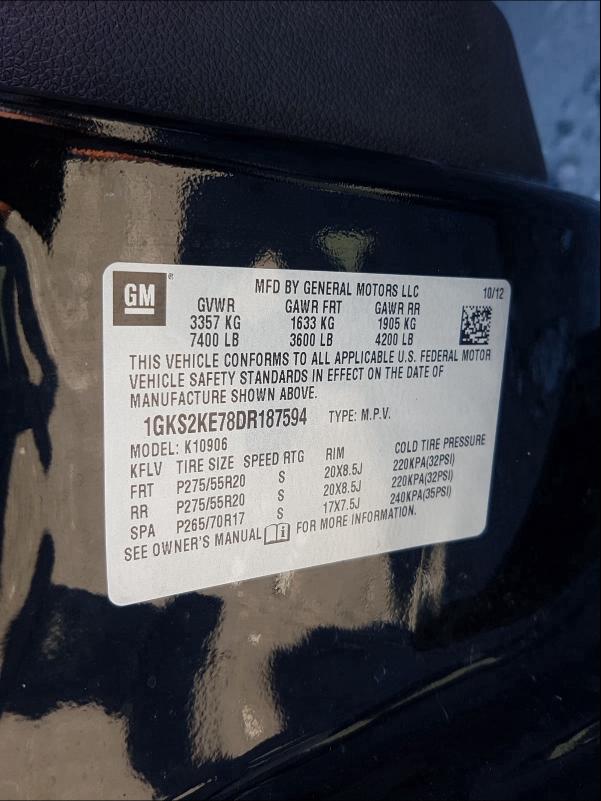 GM ® MFD BY GENERAL MOTORS LLC 10/12
GVWR GAWR FRT GAWR RR
3357 KG 1633 KG 1905 KG
7400 LB 3600 LB 4200 LB
THIS VEHICLE CONFORMS TO ALL APPLICABLE U.S. FEDERAL MOTOR
VEHICLE SAFETY STANDARDS IN EFFECT ON THE DATE OF
MANUFACTURE SHOWN ABOVE.
1GKS2KE78DR187594 TYPE: M.P.V.
MODEL: K10906
KFLV TIRE SIZE SPEED RTG RIM COLD TIRE PRESSURE
FRT P275/55R20 S 20X8.5J 220KPA(32PSI)
RR P275/55R20 S 20X8.5J 220KPA(32PSI)
SPA P265/70R17 S 17X7.5J 240KPA(35PSI)
SEE OWNER'S MANUAL FOR MORE INFORMATION.